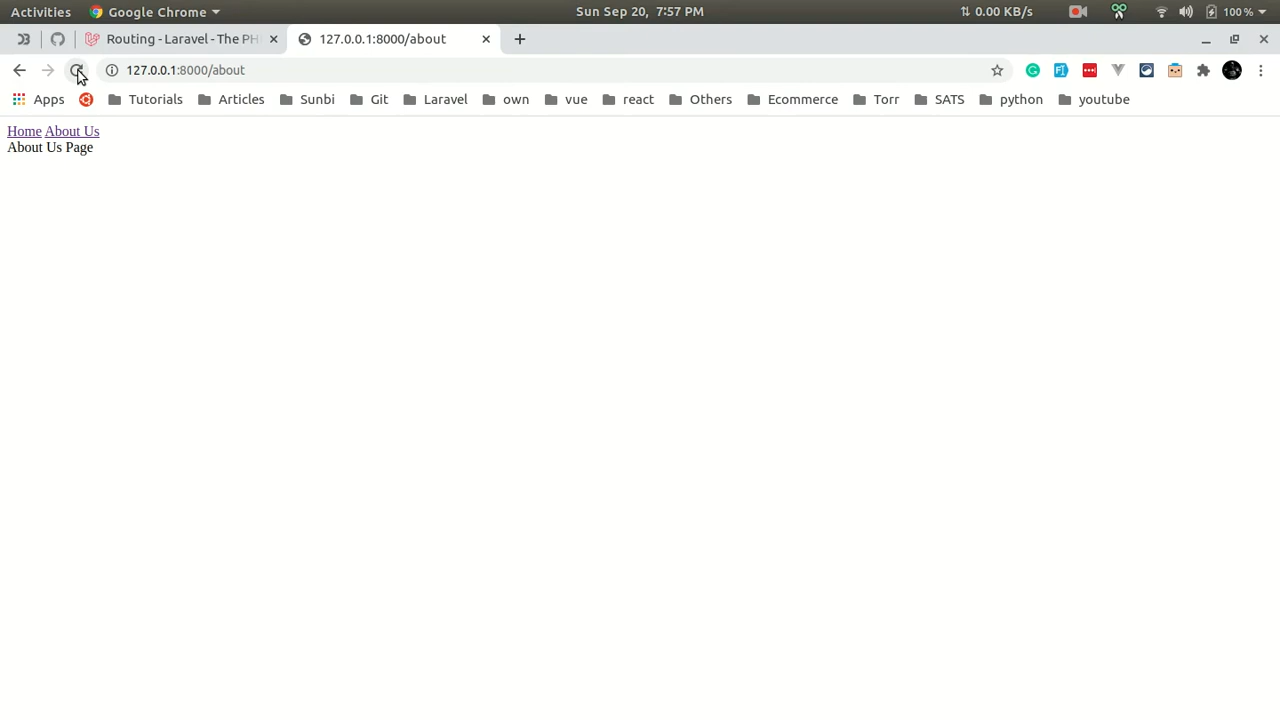 Activities Google Chrome Sun Sep 20, 7:57 PM 0.00 KB/s 100 %
Routing - Laravel - The PH 127.0.0.1:8000/about
127.0.0.1:8000/about
Apps Tutorials Articles Sunbi Git Laravel own vue react Others Ecommerce Torr SATS python youtube
Home About Us
About Us Page